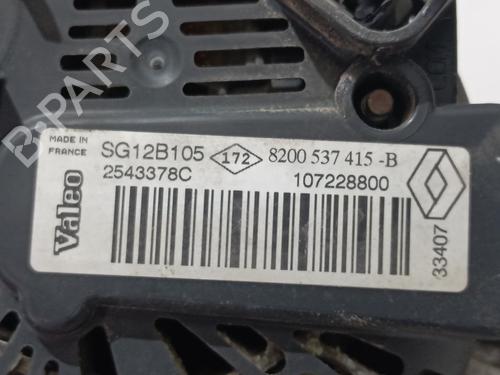 B-PARTS
MADE IN
FRANCE
SG12B105
172
8200 537 415 -B
2543378C
107228800
Valeo
33407